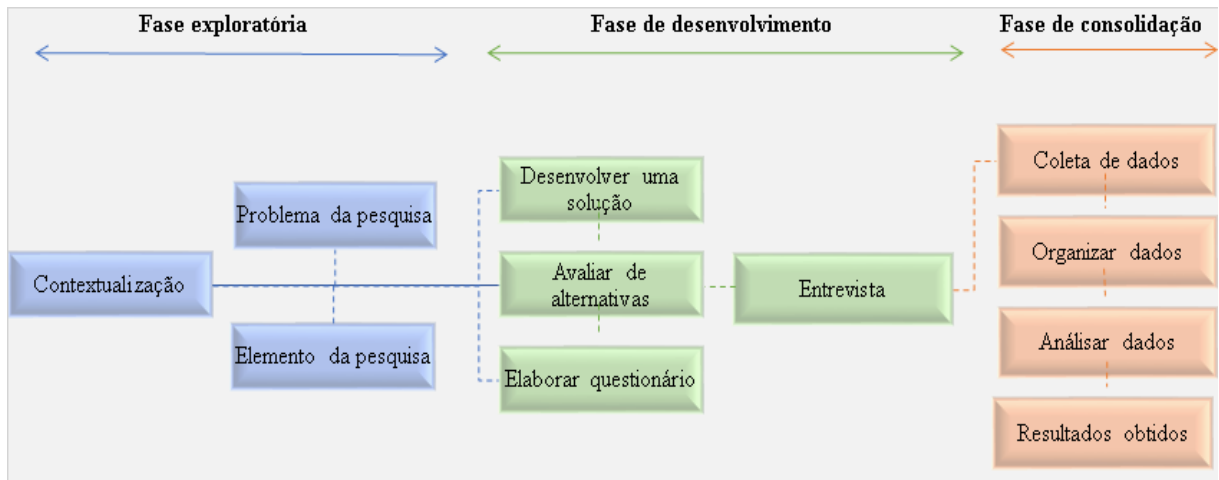 Fase exploratória
Fase de desenvolvimento
Fase de consolidação
Contextualização
Problema da pesquisa
Elemento da pesquisa
Desenvolver uma
solução
Avaliar de
alternativas
Elaborar questionário
Entrevista
Coleta de dados
Organizar dados
Análisar dados
Resultados obtidos